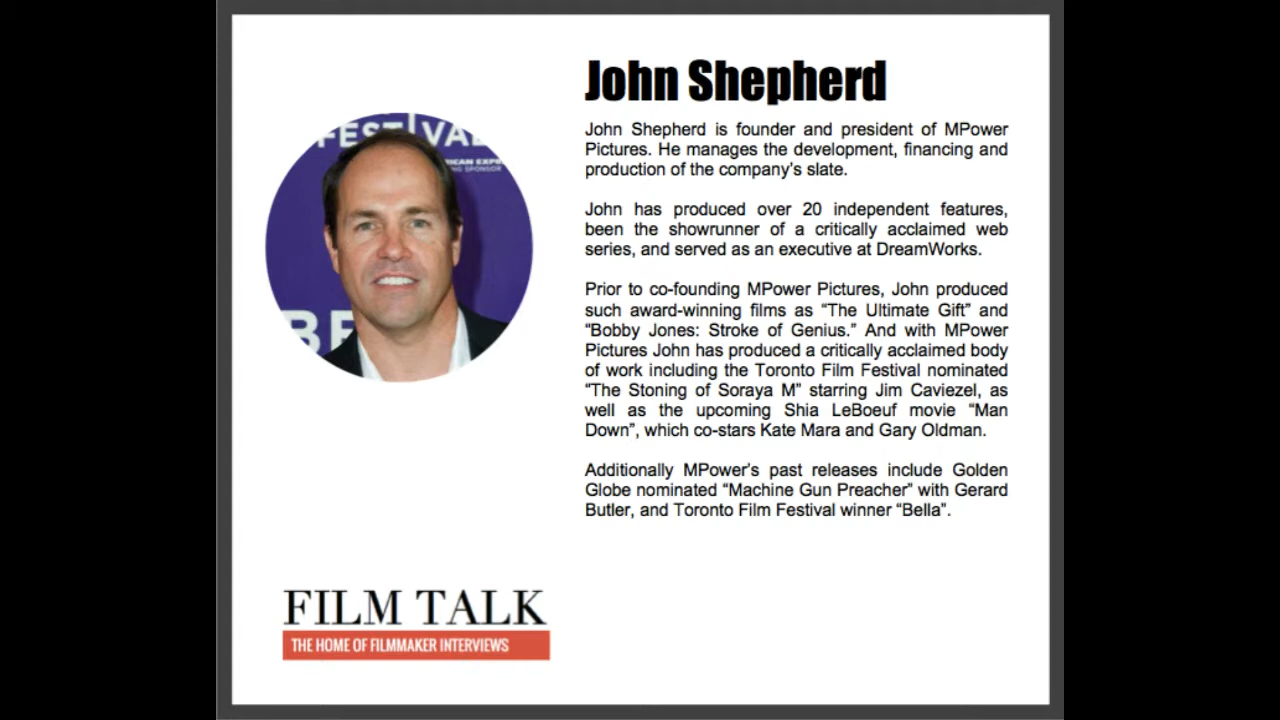 John Shepherd
John Shepherd is founder and president of MPower
Pictures. He manages the development, financing and
production of the company's slate.
John has produced over 20 independent features,
been the showrunner of a critically acclaimed web
series, and served as an executive at DreamWorks.
Prior to co-founding MPower Pictures, John produced
such award-winning films as “The Ultimate Gift” and
“Bobby Jones: Stroke of Genius.” And with MPower
Pictures John has produced a critically acclaimed body
of work including the Toronto Film Festival nominated
“The Stoning of Soraya M” starring Jim Caviezel, as
well as the upcoming Shia LeBoeuf movie “Man
Down”, which co-stars Kate Mara and Gary Oldman.
Additionally MPower's past releases include Golden
Globe nominated “Machine Gun Preacher” with Gerard
Butler, and Toronto Film Festival winner “Bella”.
FILM TALK
THE HOME OF FILMMAKER INTERVIEWS